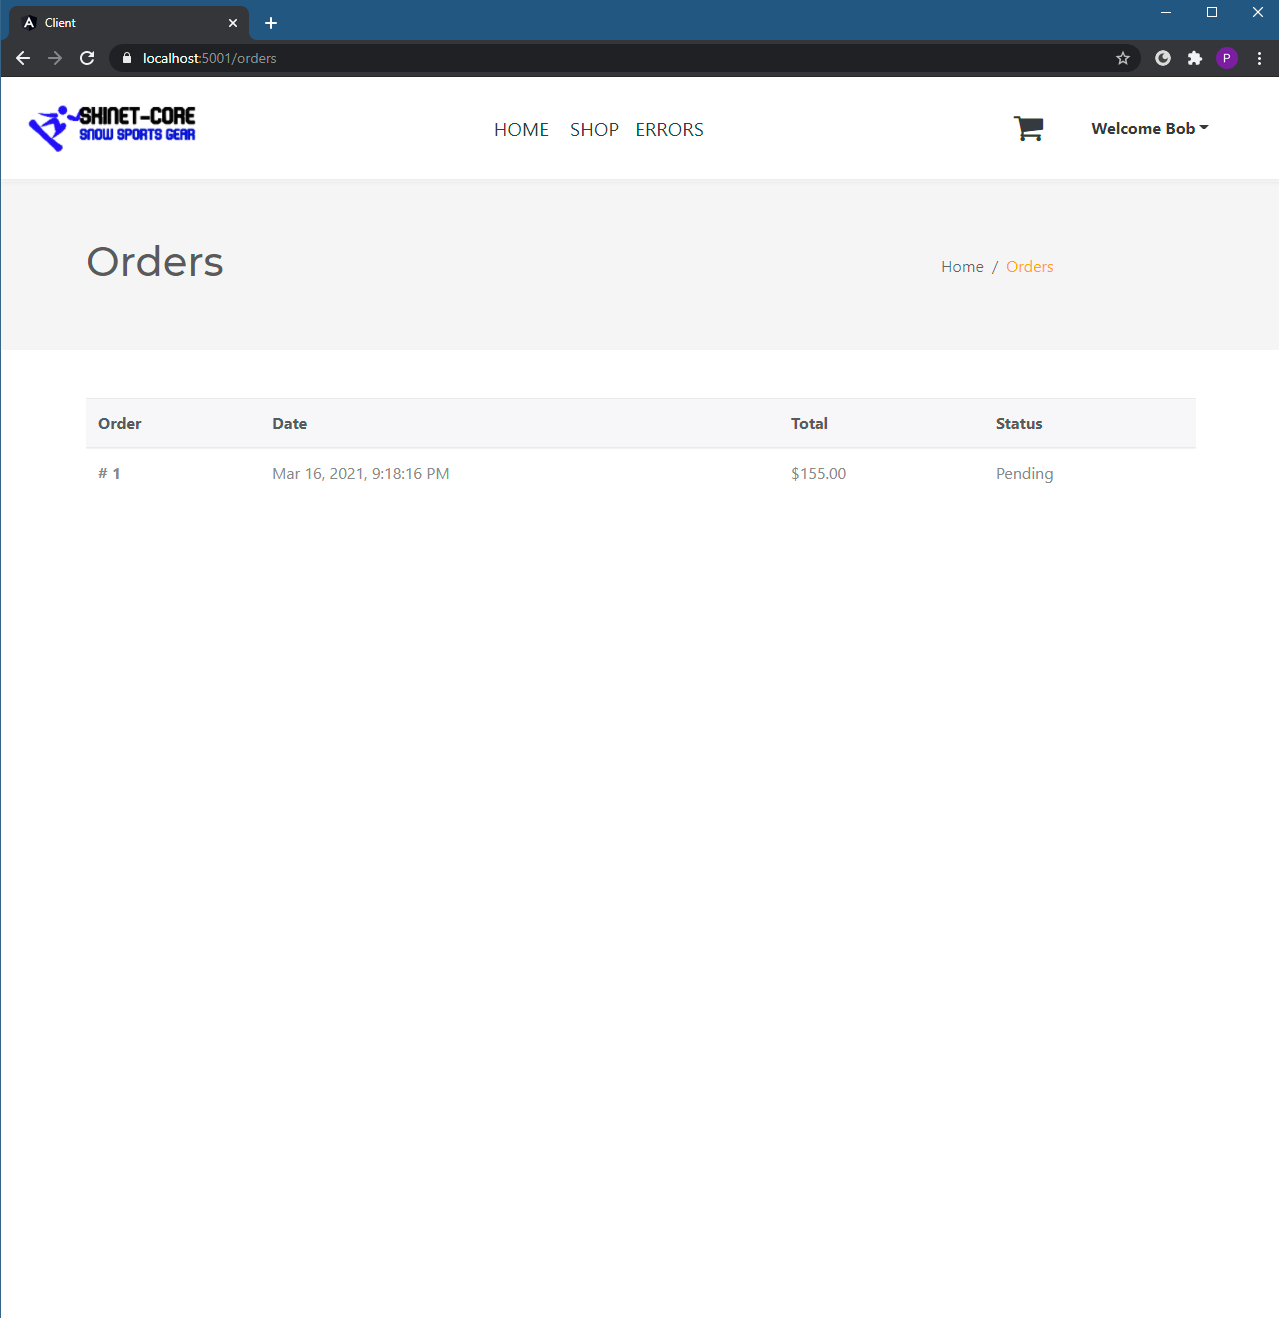 Client
localhost:5001/orders
P
SHINET-CORE
SNOW SPORTS GEAR
HOME SHOP ERRORS
Welcome Bob
Orders
Home / Orders
Order Date Total Status
# 1 Mar 16, 2021, 9:18:16 PM $155.00 Pending